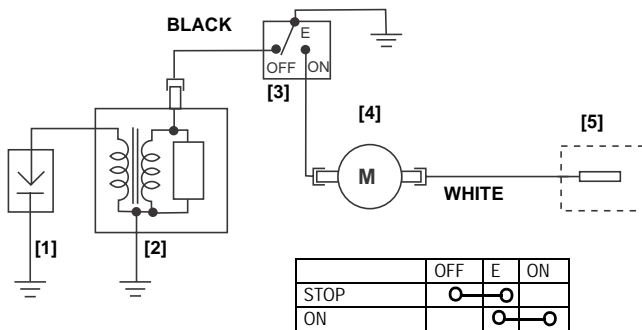 BLACK
E
OFF ON
[3]
[4]
[5]
M
WHITE
[1]
[2]
OFF E ON
STOP
ON